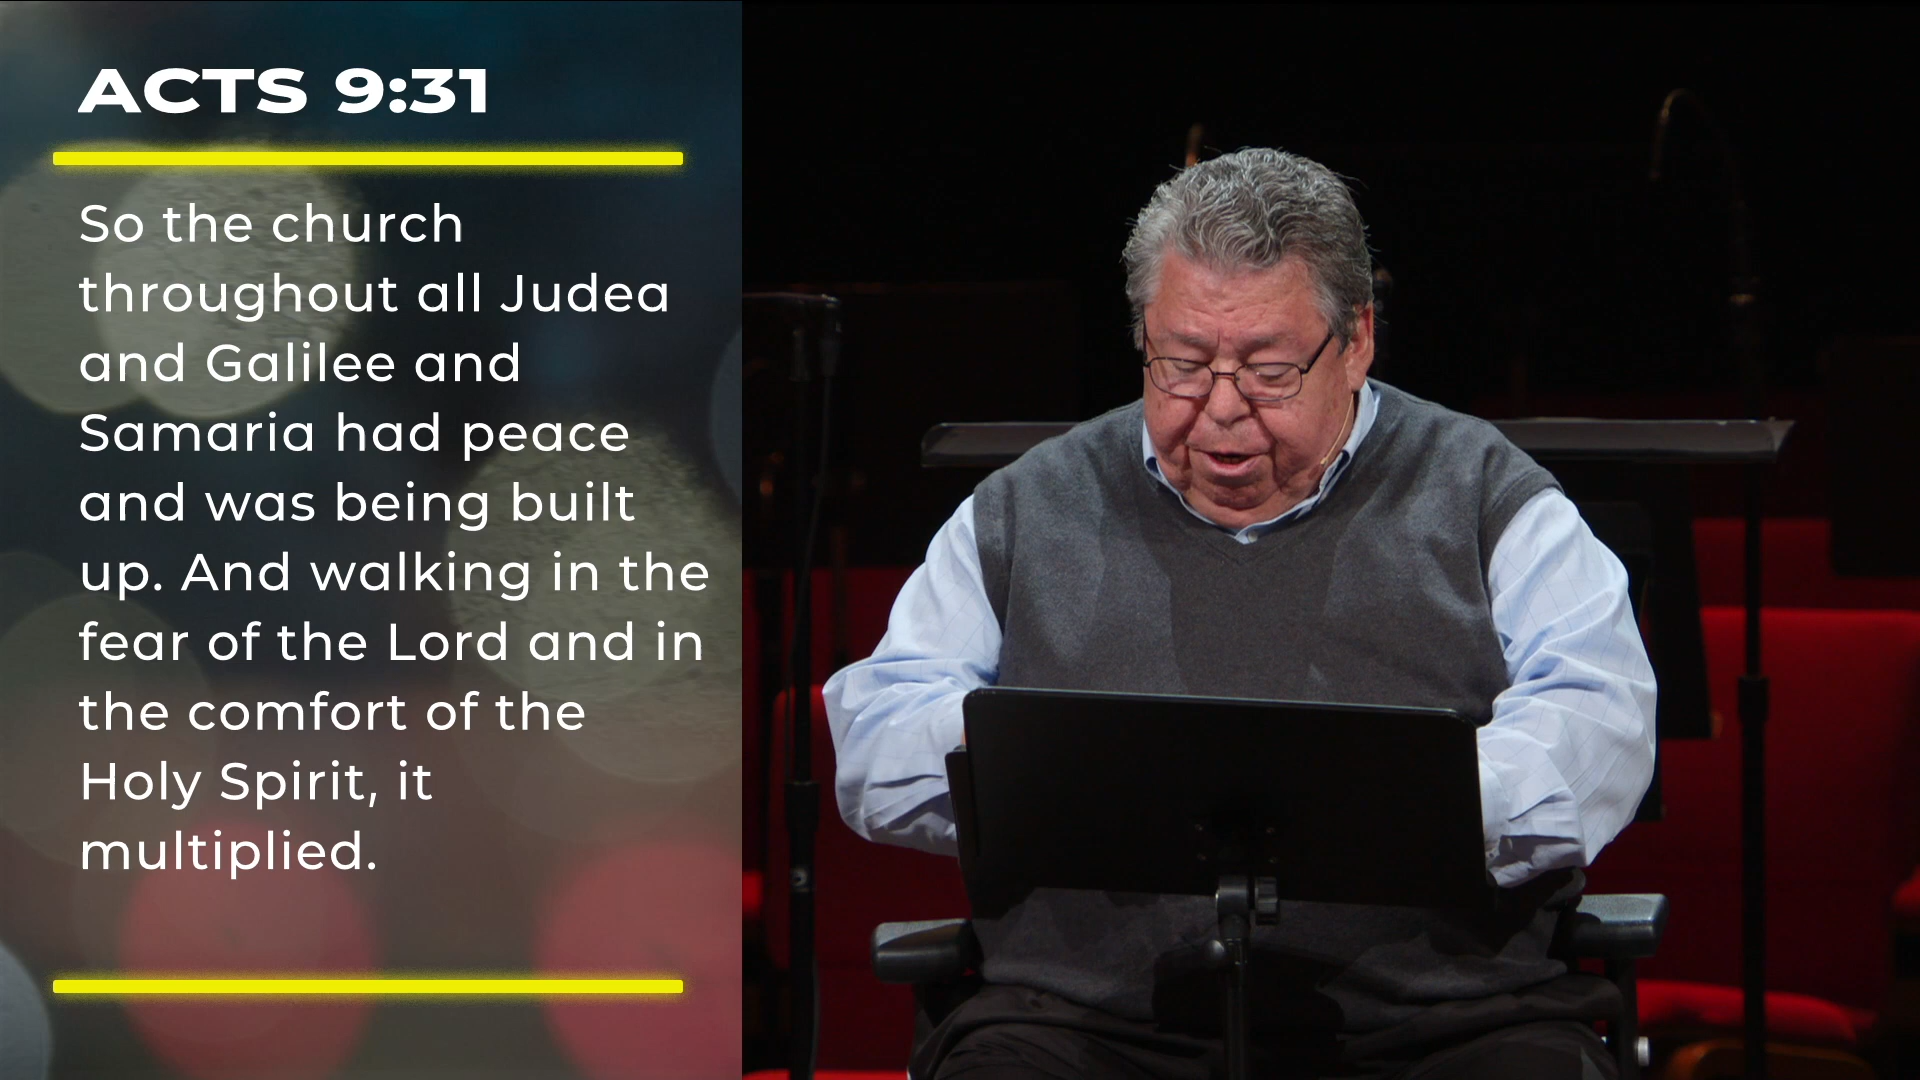 ACTS 9:31
So the church
throughout all Judea
and Galilee and
Samaria had peace
and was being built
up. And walking in the
fear of the Lord and in
the comfort of the
Holy Spirit, it
multiplied.